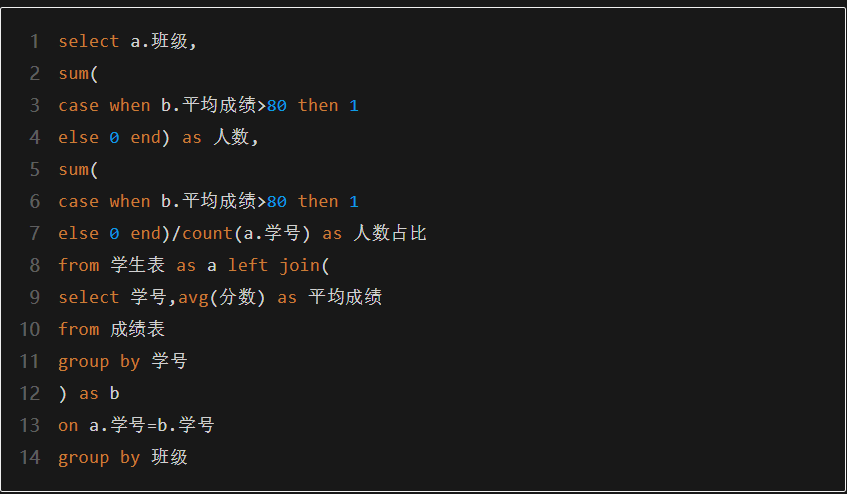 1 select a.班级,
2 sum(
3 case when b.平均成绩>80 then 1
4 else 0 end) as 人数,
5 sum(
6 case when b.平均成绩>80 then 1
7 else 0 end)/count(a.学号) as 人数占比
8 from 学生表 as a left join(
9 select 学号,avg(分数) as 平均成绩
10 from 成绩表
11 group by 学号
12 ) as b
13 on a.学号=b.学号
14 group by 班级